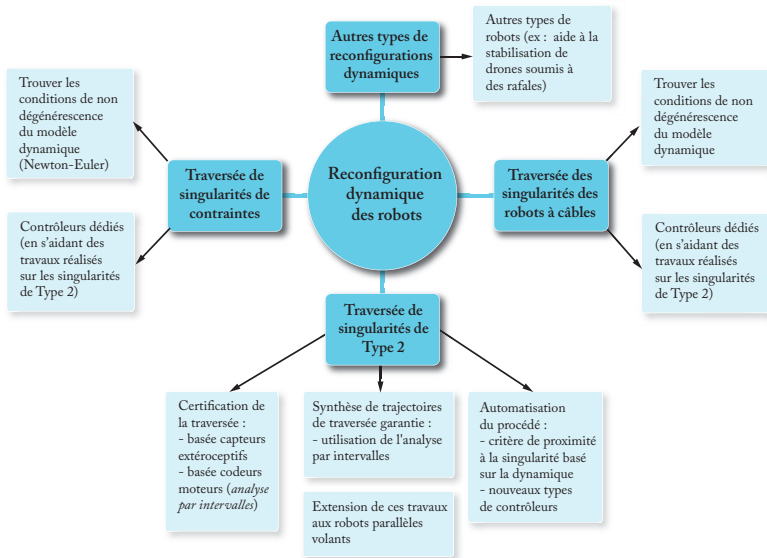 Autres types de
reconfigurations
dynamiques
Autres types de
robots (ex : aide à la
stabilisation de
drones soumis à
des rafales)
Trouver les
conditions de non
dégénérescence
du modèle
dynamique
(Newton-Euler)
Traversée de
singularités de
contraintes
Contrôleurs dédiés
(en s'aidant des
travaux réalisés
sur les singularités
de Type 2)
Reconfiguration
dynamique
des robots
Traversée des
singularités des
robots à câbles
Trouver les
conditions de non
dégénérescence
du modèle
dynamique
Contrôleurs dédiés
(en s'aidant des
travaux réalisés
sur les singularités
de Type 2)
Traversée de
singularités de
Type 2
Certification de
la traversée :
- basée capteurs
extéroceptifs
- basée codeurs
moteurs (analyse
par intervalles)
Synthèse de trajectoires
de traversée garantie :
- utilisation de l'analyse
par intervalles
Extension de ces travaux
aux robots parallèles
volants
Automatisation
du procédé :
- critère de proximité
à la singularité basé
sur la dynamique
- nouveaux types
de contrôleurs